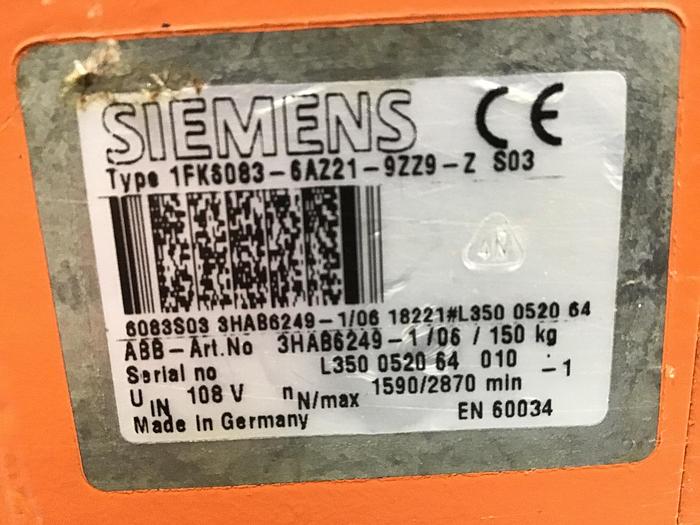 SIEMENS CE
Type 1FK6083-6AZ21-9ZZ9-Z S03
6083S03 3HAB6249-1/06 18221#L350 0520 64
ABB-Art.No 3HAB6249-1/06 / 150 kg
Serial no L350 0520 64 010
U IN 108 V n N/max 1590/2870 min -1
Made in Germany EN 60034